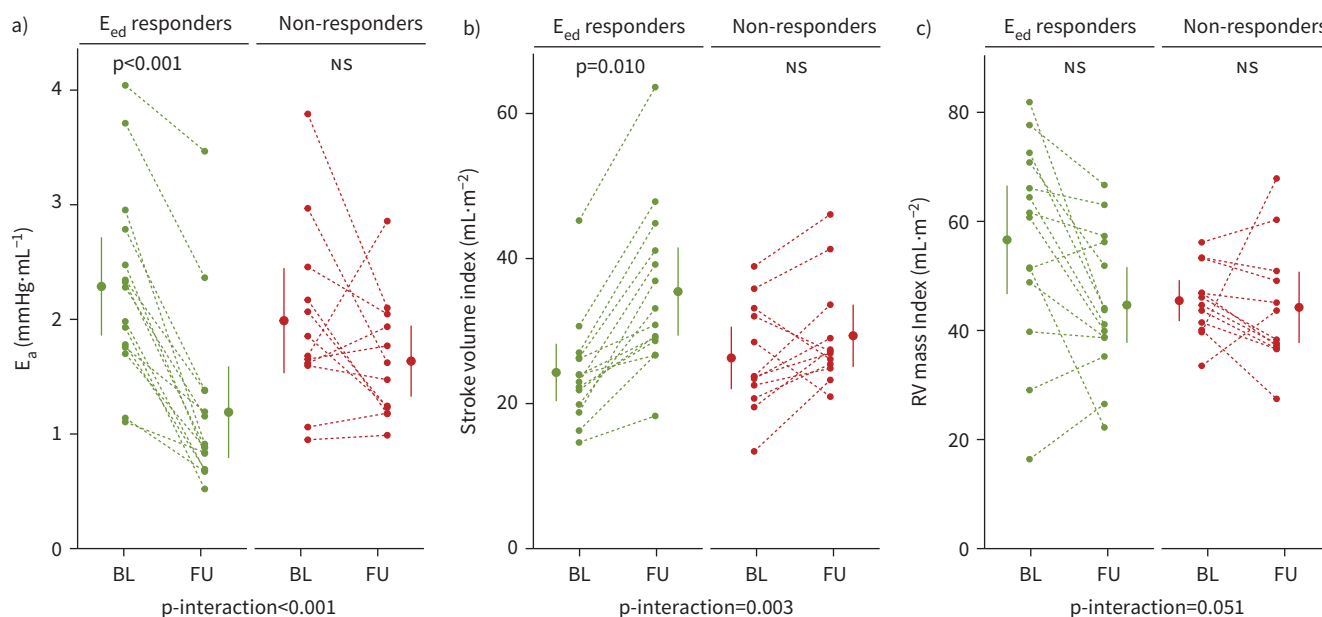 a)
E_ed responders
Non-responders
p<0.001
NS
E_a (mmHg·mL⁻¹)
4
3
2
1
0
BL
FU
BL
FU
p-interaction<0.001
b)
E_ed responders
Non-responders
p=0.010
NS
Stroke volume index (mL·m⁻²)
60
40
20
0
BL
FU
BL
FU
p-interaction=0.003
c)
E_ed responders
Non-responders
NS
NS
RV mass Index (mL·m⁻²)
80
60
40
20
0
BL
FU
BL
FU
p-interaction=0.051